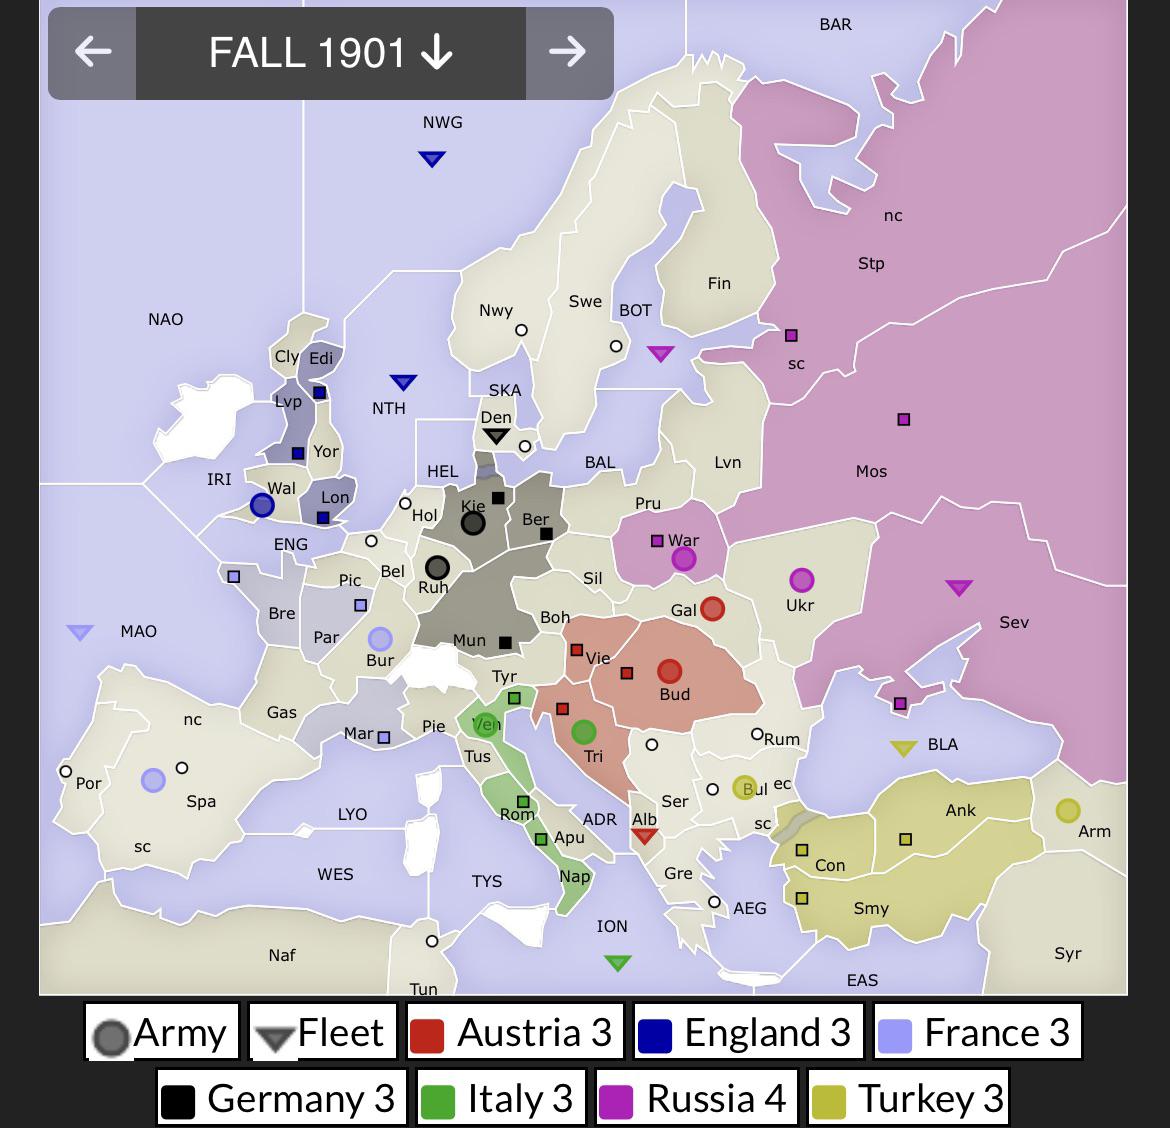 FALL 1901 ↓
BAR
NWG
nc
Stp
Fin
Swe
BOT
Nwy
NAO
Cly Edi
sc
SKA
Lvp
NTH
Den
Yor
HEL
BAL
Lvn
Mos
IRI
Wal
Lon
Kie
Pru
Hol
Ber
ENG
War
Bel
Pic
Ruh
Sil
Ukr
Gal
Bre
Boh
Sev
MAO
Par
Mun
Vie
Bur
Tyr
Bud
nc
Gas
Mar
Pie
Ven
Rum
BLA
Tus
Tri
Por
Bul ec
Spa
Ser
LYO
Rom
ADR
Alb
sc
Ank
Apu
Arm
sc
Con
WES
TYS
Nap
Gre
AEG
Smy
ION
Naf
Syr
EAS
Tun
Army
Fleet
Austria 3
England 3
France 3
Germany 3
Italy 3
Russia 4
Turkey 3